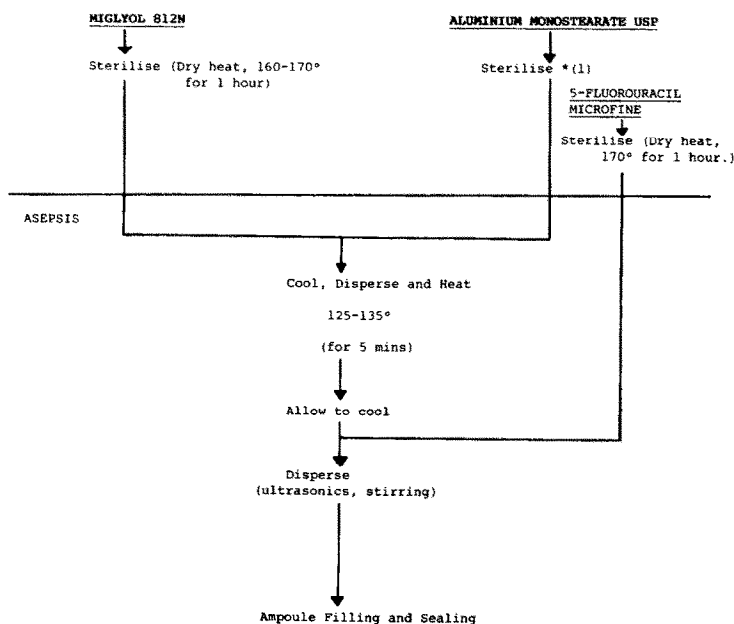 MIGLYOL 812N
ALUMINIUM MONOSTEARATE USP
Sterilise (Dry heat, 160-170°
for 1 hour)
Sterilise *(1)
5-FLUOROURACIL
MICROFINE
Sterilise (Dry heat,
170° for 1 hour.)
ASEPSIS
Cool, Disperse and Heat
125-135°
(for 5 mins)
Allow to cool
Disperse
(ultrasonics, stirring)
Ampoule Filling and Sealing